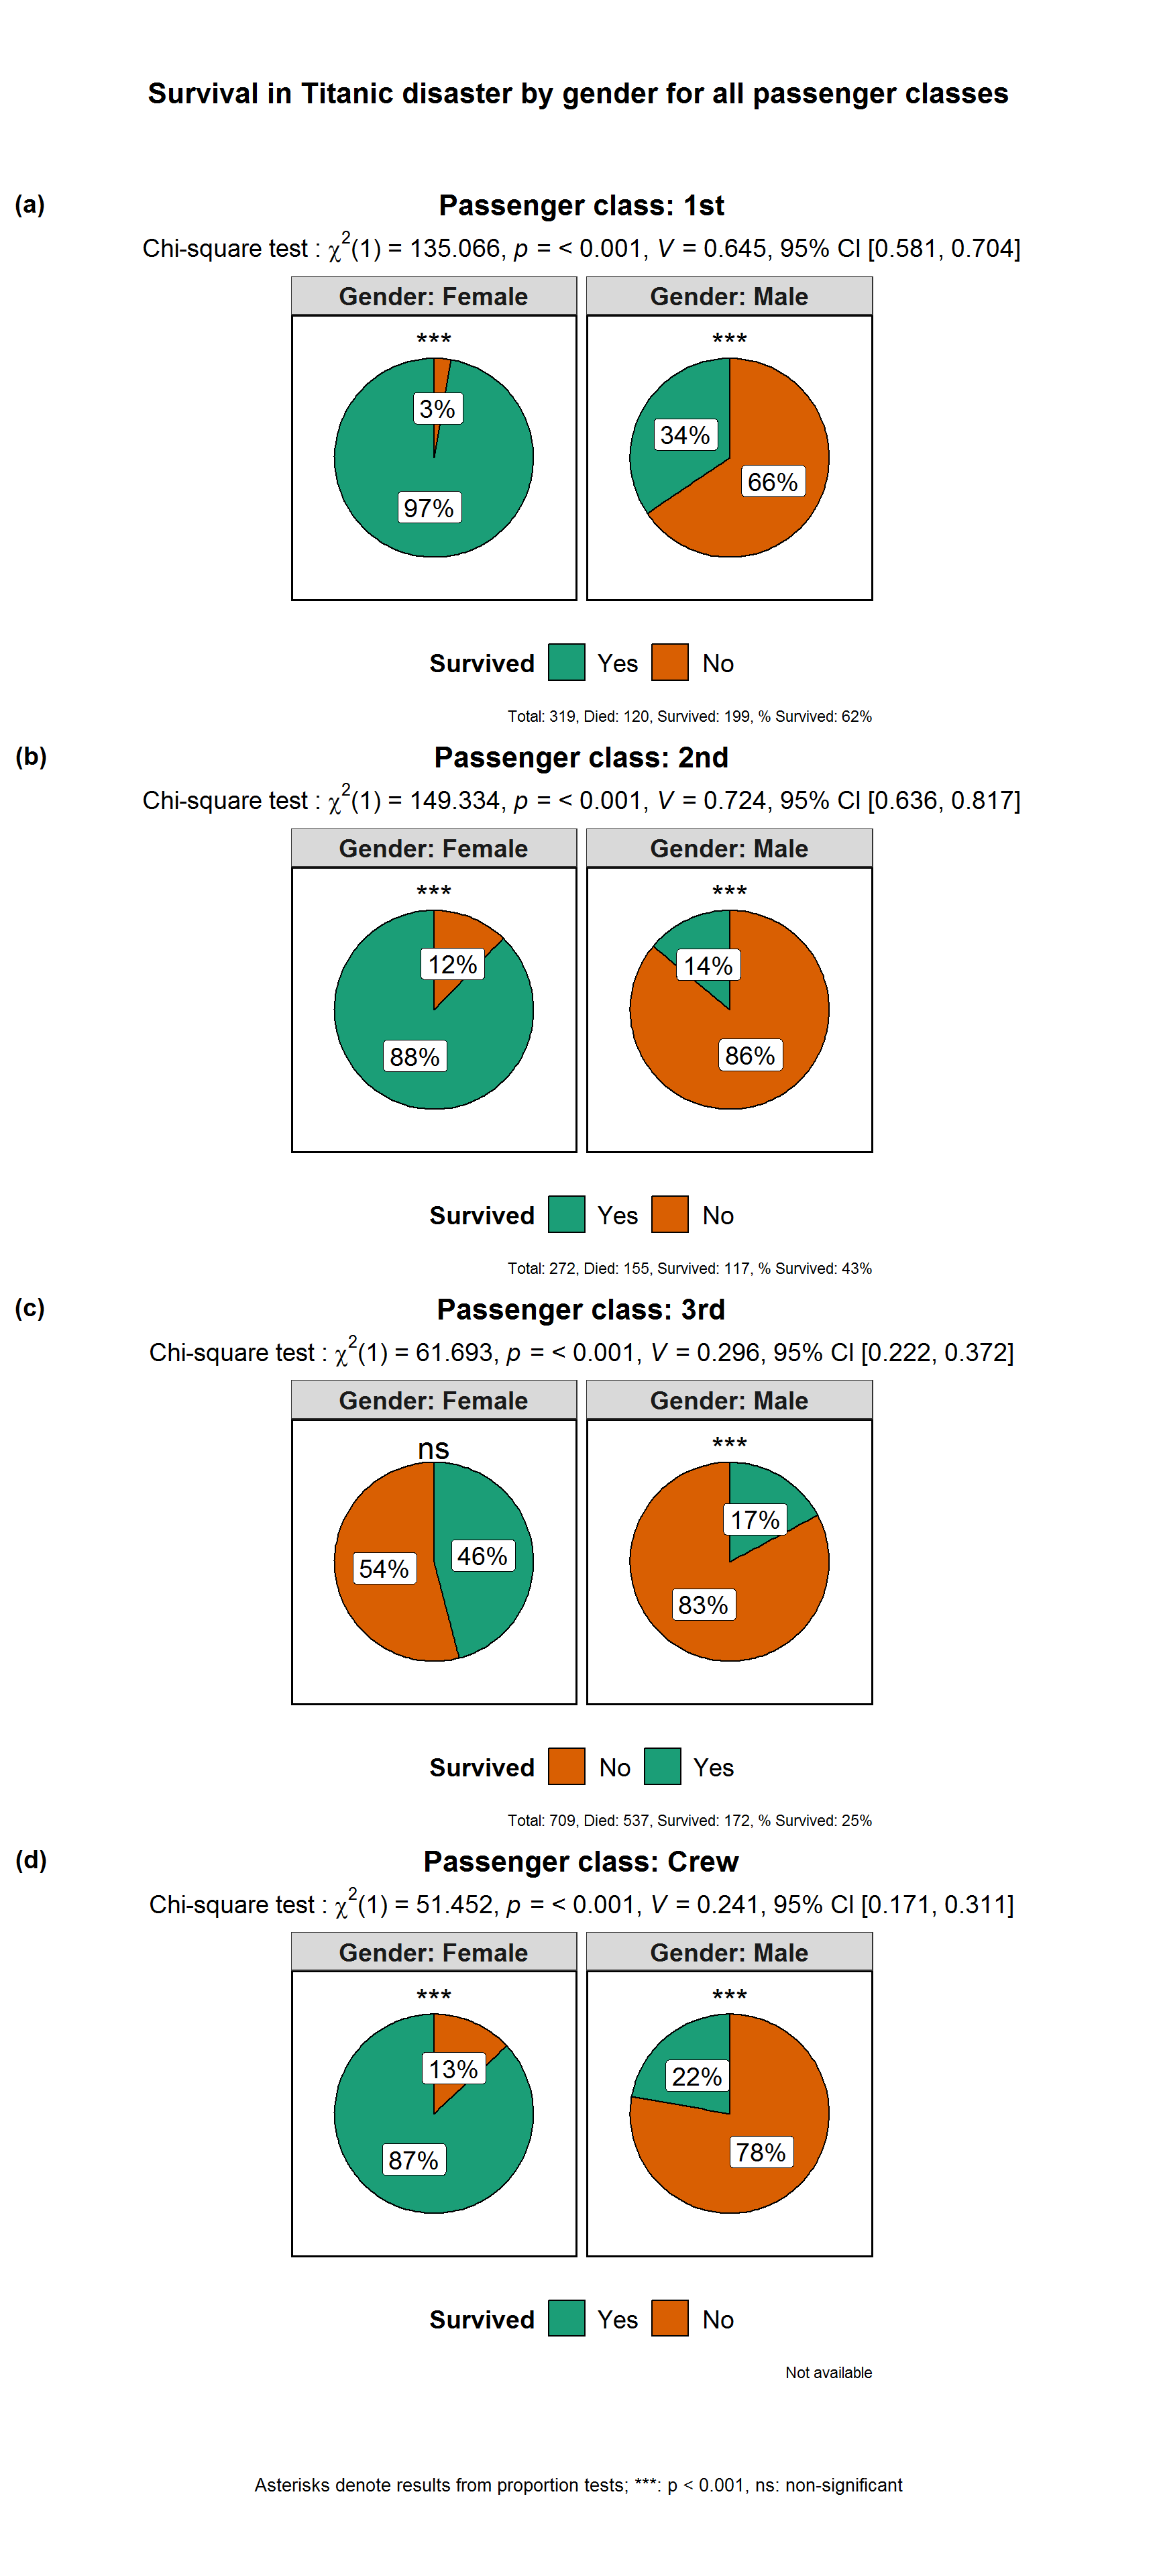 Survival in Titanic disaster by gender for all passenger classes
(a)
Passenger class: 1st
Chi-square test : χ²(1) = 135.066, p = < 0.001, V = 0.645, 95% CI [0.581, 0.704]
Gender: Female Gender: Male
*** ***
3%
34%
66%
97%
Survived Yes No
Total: 319, Died: 120, Survived: 199, % Survived: 62%
(b)
Passenger class: 2nd
Chi-square test : χ²(1) = 149.334, p = < 0.001, V = 0.724, 95% CI [0.636, 0.817]
Gender: Female Gender: Male
*** ***
12% 14%
88% 86%
Survived Yes No
Total: 272, Died: 155, Survived: 117, % Survived: 43%
(c)
Passenger class: 3rd
Chi-square test : χ²(1) = 61.693, p = < 0.001, V = 0.296, 95% CI [0.222, 0.372]
Gender: Female Gender: Male
ns ***
17%
54% 46%
83%
Survived No Yes
Total: 709, Died: 537, Survived: 172, % Survived: 25%
(d)
Passenger class: Crew
Chi-square test : χ²(1) = 51.452, p = < 0.001, V = 0.241, 95% CI [0.171, 0.311]
Gender: Female Gender: Male
*** ***
13% 22%
87% 78%
Survived Yes No
Not available
Asterisks denote results from proportion tests; ***: p < 0.001, ns: non-significant